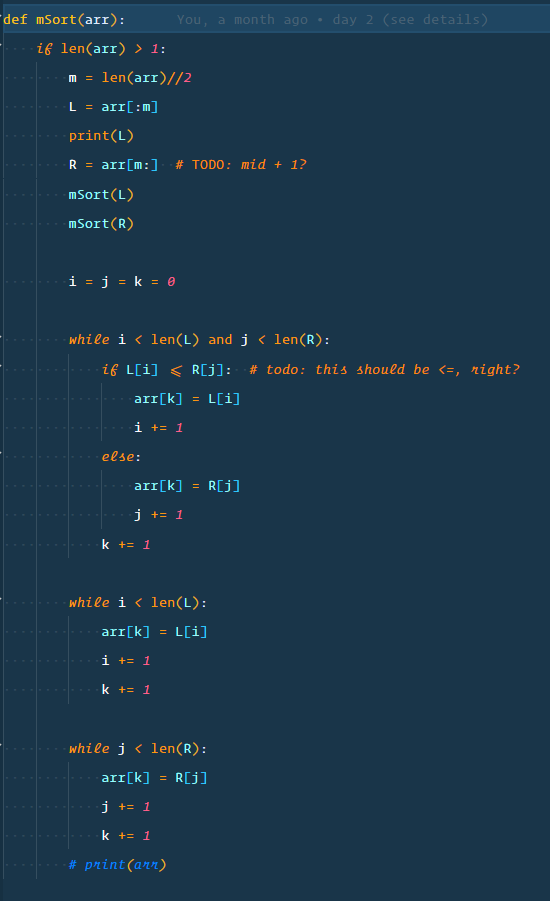 def mSort(arr): You, a month ago • day 2 (see details)
if len(arr) > 1:
m = len(arr)//2
L = arr[:m]
print(L)
R = arr[m:] # TODO: mid + 1?
mSort(L)
mSort(R)
i = j = k = 0
while i < len(L) and j < len(R):
if L[i] ⩽ R[j]: # todo: this should be <=, right?
arr[k] = L[i]
i += 1
else:
arr[k] = R[j]
j += 1
k += 1
while i < len(L):
arr[k] = L[i]
i += 1
k += 1
while j < len(R):
arr[k] = R[j]
j += 1
k += 1
# print(arr)